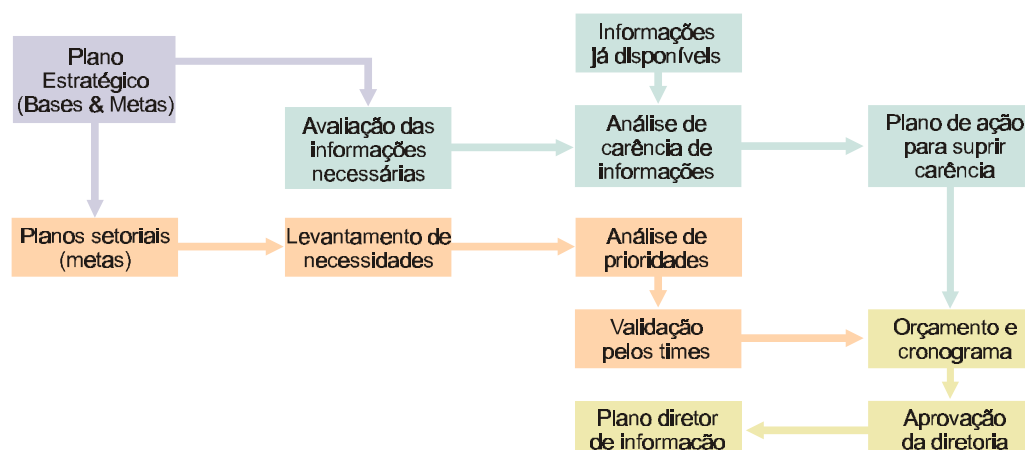 Plano
Estratégico
(Bases & Metas)
Informações
já disponíveis
Avaliação das
informações
necessárias
Análise de
carência de
informações
Plano de ação
para suprir
carência
Planos setoriais
(metas)
Levantamento de
necessidades
Análise de
prioridades
Validação
pelos times
Orçamento e
cronograma
Plano diretor
de informação
Aprovação
da diretoria